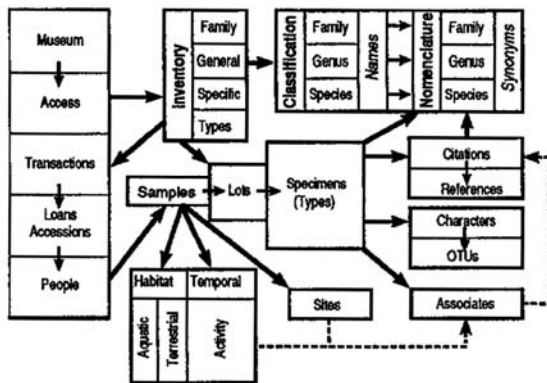 Museum
Access
Transactions
Loans
Accessions
People
Inventory
Family
General
Specific
Types
Classification
Family
Genus
Species
Names
Nomenclature
Family
Genus
Species
Synonyms
Samples
Lots
Specimens
(Types)
Citations
References
Characters
OTUs
Habitat
Temporal
Aquatic
Terrestrial
Activity
Sites
Associates